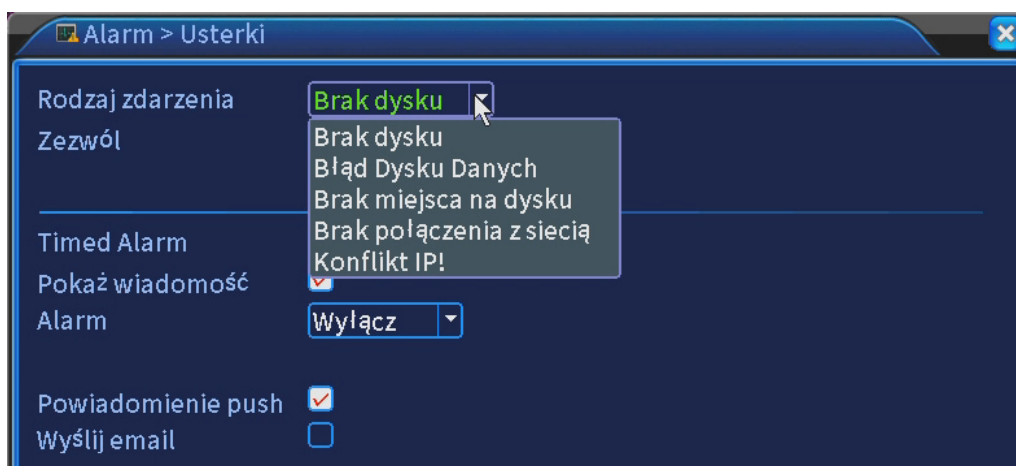 Alarm > Usterki
Rodzaj zdarzenia Brak dysku
Zezwól Brak dysku
Błąd Dysku Danych
Brak miejsca na dysku
Timed Alarm Brak połączenia z siecią
Pokaż wiadomość Konflikt IP!
Alarm Wyłącz
Powiadomienie push
Wyślij email